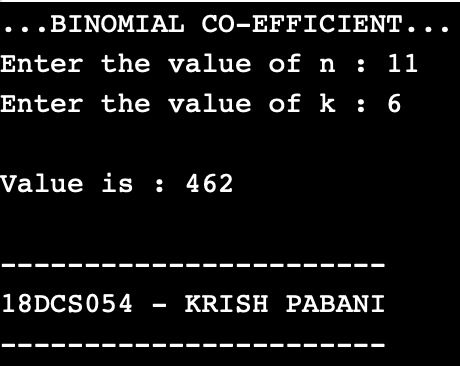 ...BINOMIAL CO-EFFICIENT...
Enter the value of n : 11
Enter the value of k : 6
Value is : 462
------------------------
18DCS054 - KRISH PABANI
------------------------